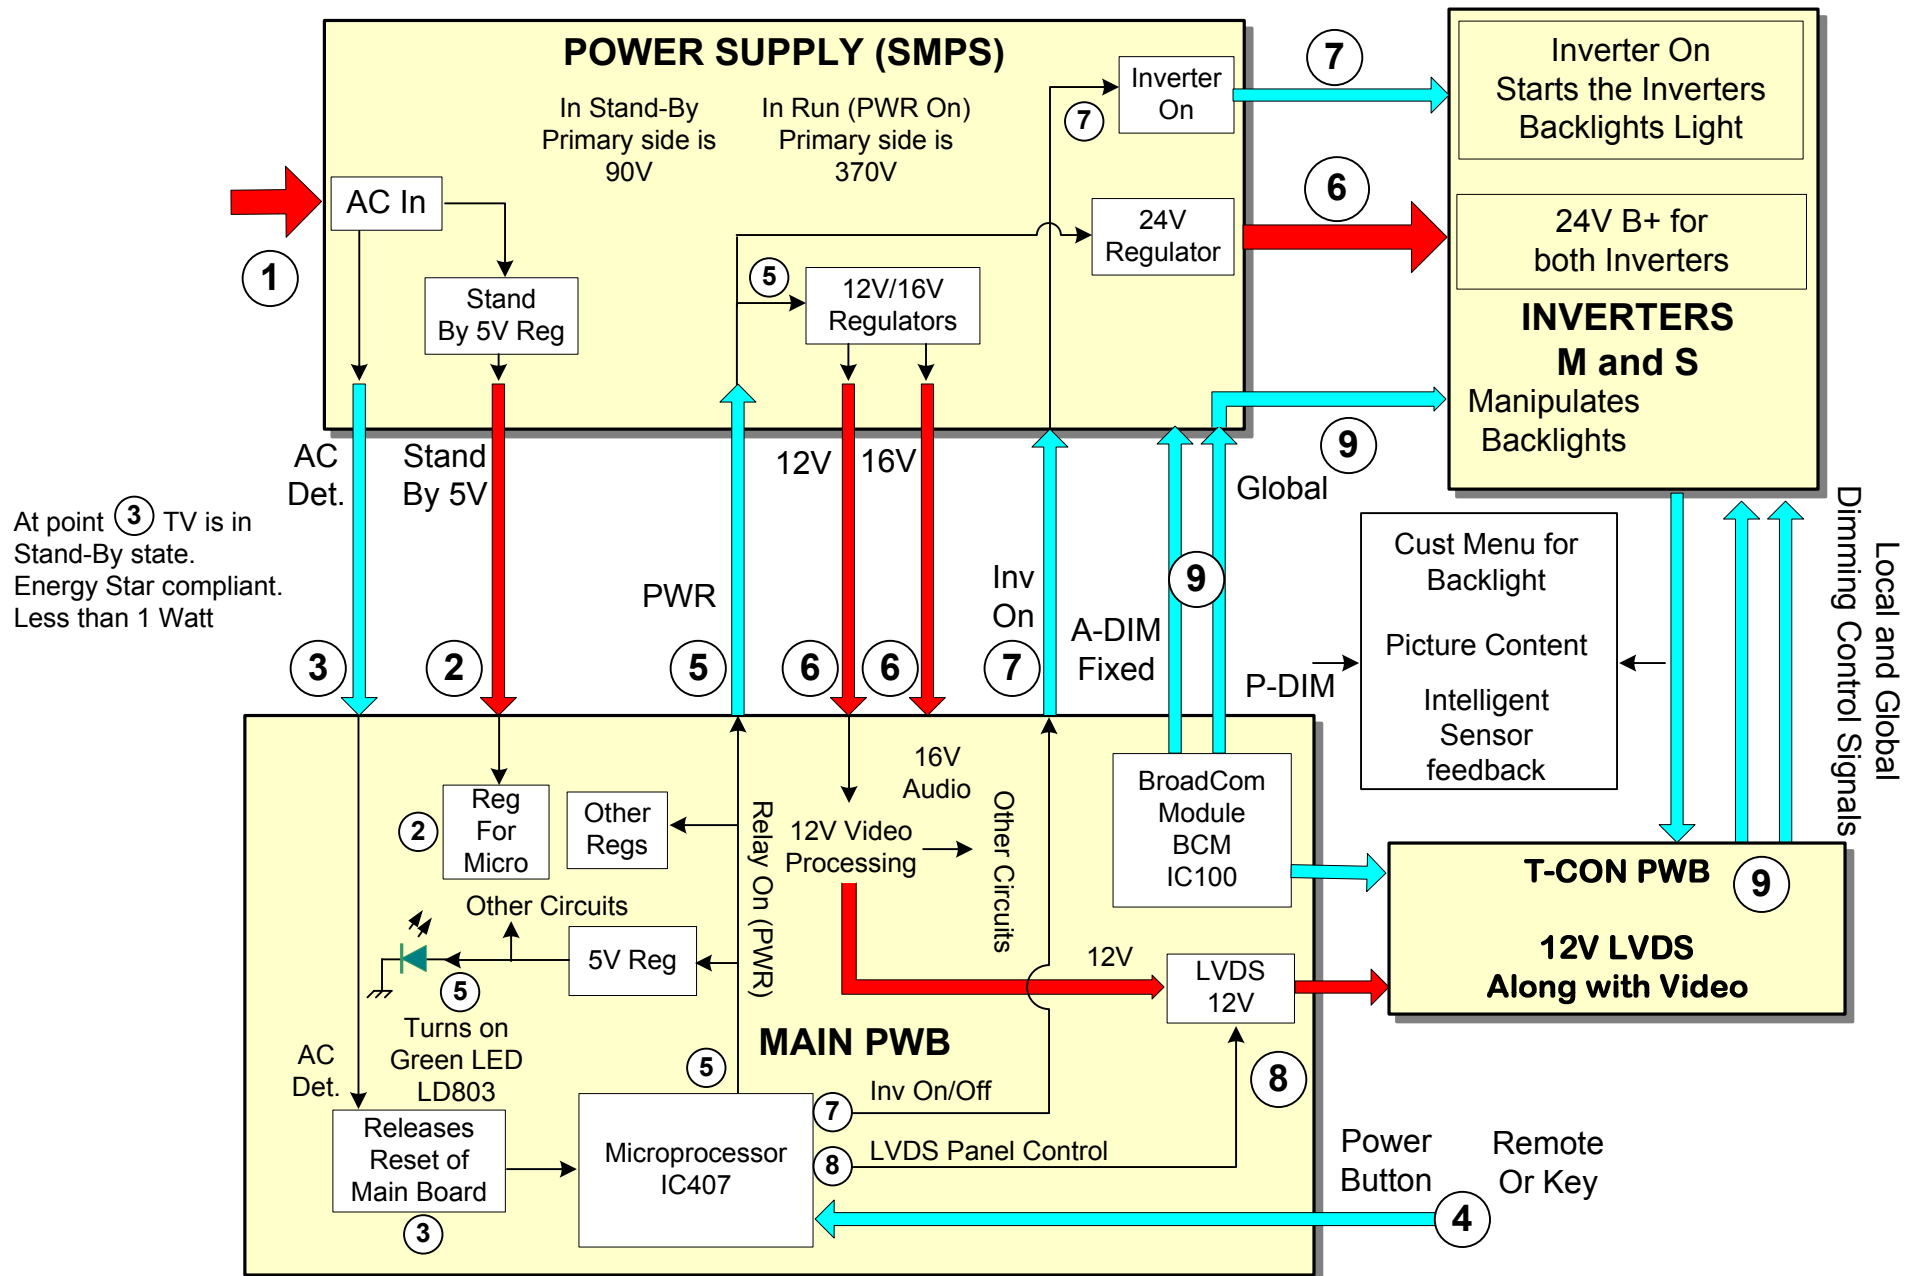 POWER SUPPLY (SMPS)
In Stand-By
Primary side is
90V
In Run (PWR On)
Primary side is
370V
Inverter
On
7
7
Inverter On
Starts the Inverters
Backlights Light
AC In
1
Stand
By 5V Reg
5
12V/16V
Regulators
24V
Regulator
6
24V B+ for
both Inverters
INVERTERS
M and S
Manipulates
Backlights
9
AC
Det.
Stand
By 5V
12V
16V
Global
At point 3 TV is in
Stand-By state.
Energy Star compliant.
Less than 1 Watt
PWR
Inv
On
9
A-DIM
Fixed
P-DIM
3
2
5
6
6
7
Cust Menu for
Backlight
Picture Content
Intelligent
Sensor
feedback
Local and Global
Dimming Control Signals
Reg
For
Micro
2
Other
Regs
Relay On (PWR)
16V
Audio
12V Video
Processing
Other Circuits
BroadCom
Module
BCM
IC100
T-CON PWB
9
12V LVDS
Along with Video
Other Circuits
5V Reg
5
Turns on
Green LED
LD803
12V
LVDS
12V
MAIN PWB
8
AC
Det.
5
Releases
Reset of
Main Board
3
Microprocessor
IC407
7
Inv On/Off
8
LVDS Panel Control
Power
Button
Remote
Or Key
4